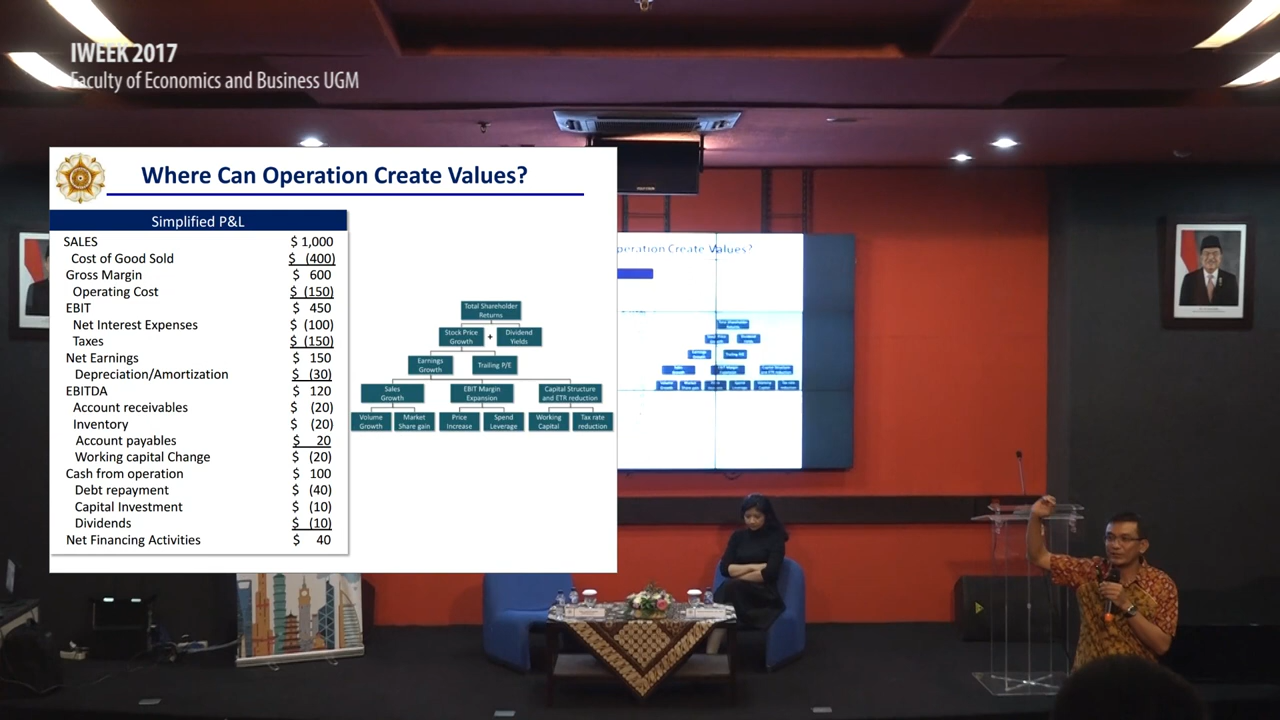 IWEEK 2017
Faculty of Economics and Business UGM
Where Can Operation Create Values?
Simplified P&L
SALES $ 1,000
Cost of Good Sold $ (400)
Gross Margin $ 600
Operating Cost $ (150)
EBIT $ 450
Net Interest Expenses $ (100)
Taxes $ (150)
Net Earnings $ 150
Depreciation/Amortization $ (30)
EBITDA $ 120
Account receivables $ (20)
Inventory $ (20)
Account payables $ 20
Working capital Change $ (20)
Cash from operation $ 100
Debt repayment $ (40)
Capital Investment $ (10)
Dividends $ (10)
Net Financing Activities $ 40
Total Shareholder
Returns
Stock Price
Growth
+
Dividend
Yields
Earnings
Growth
Trailing P/E
Sales
Growth
EBIT Margin
Expansion
Capital Structure
and ETR reduction
Volume
Growth
Market
Share gain
Price
Increase
Spend
Leverage
Working
Capital
Tax rate
reduction
peration Create Values?